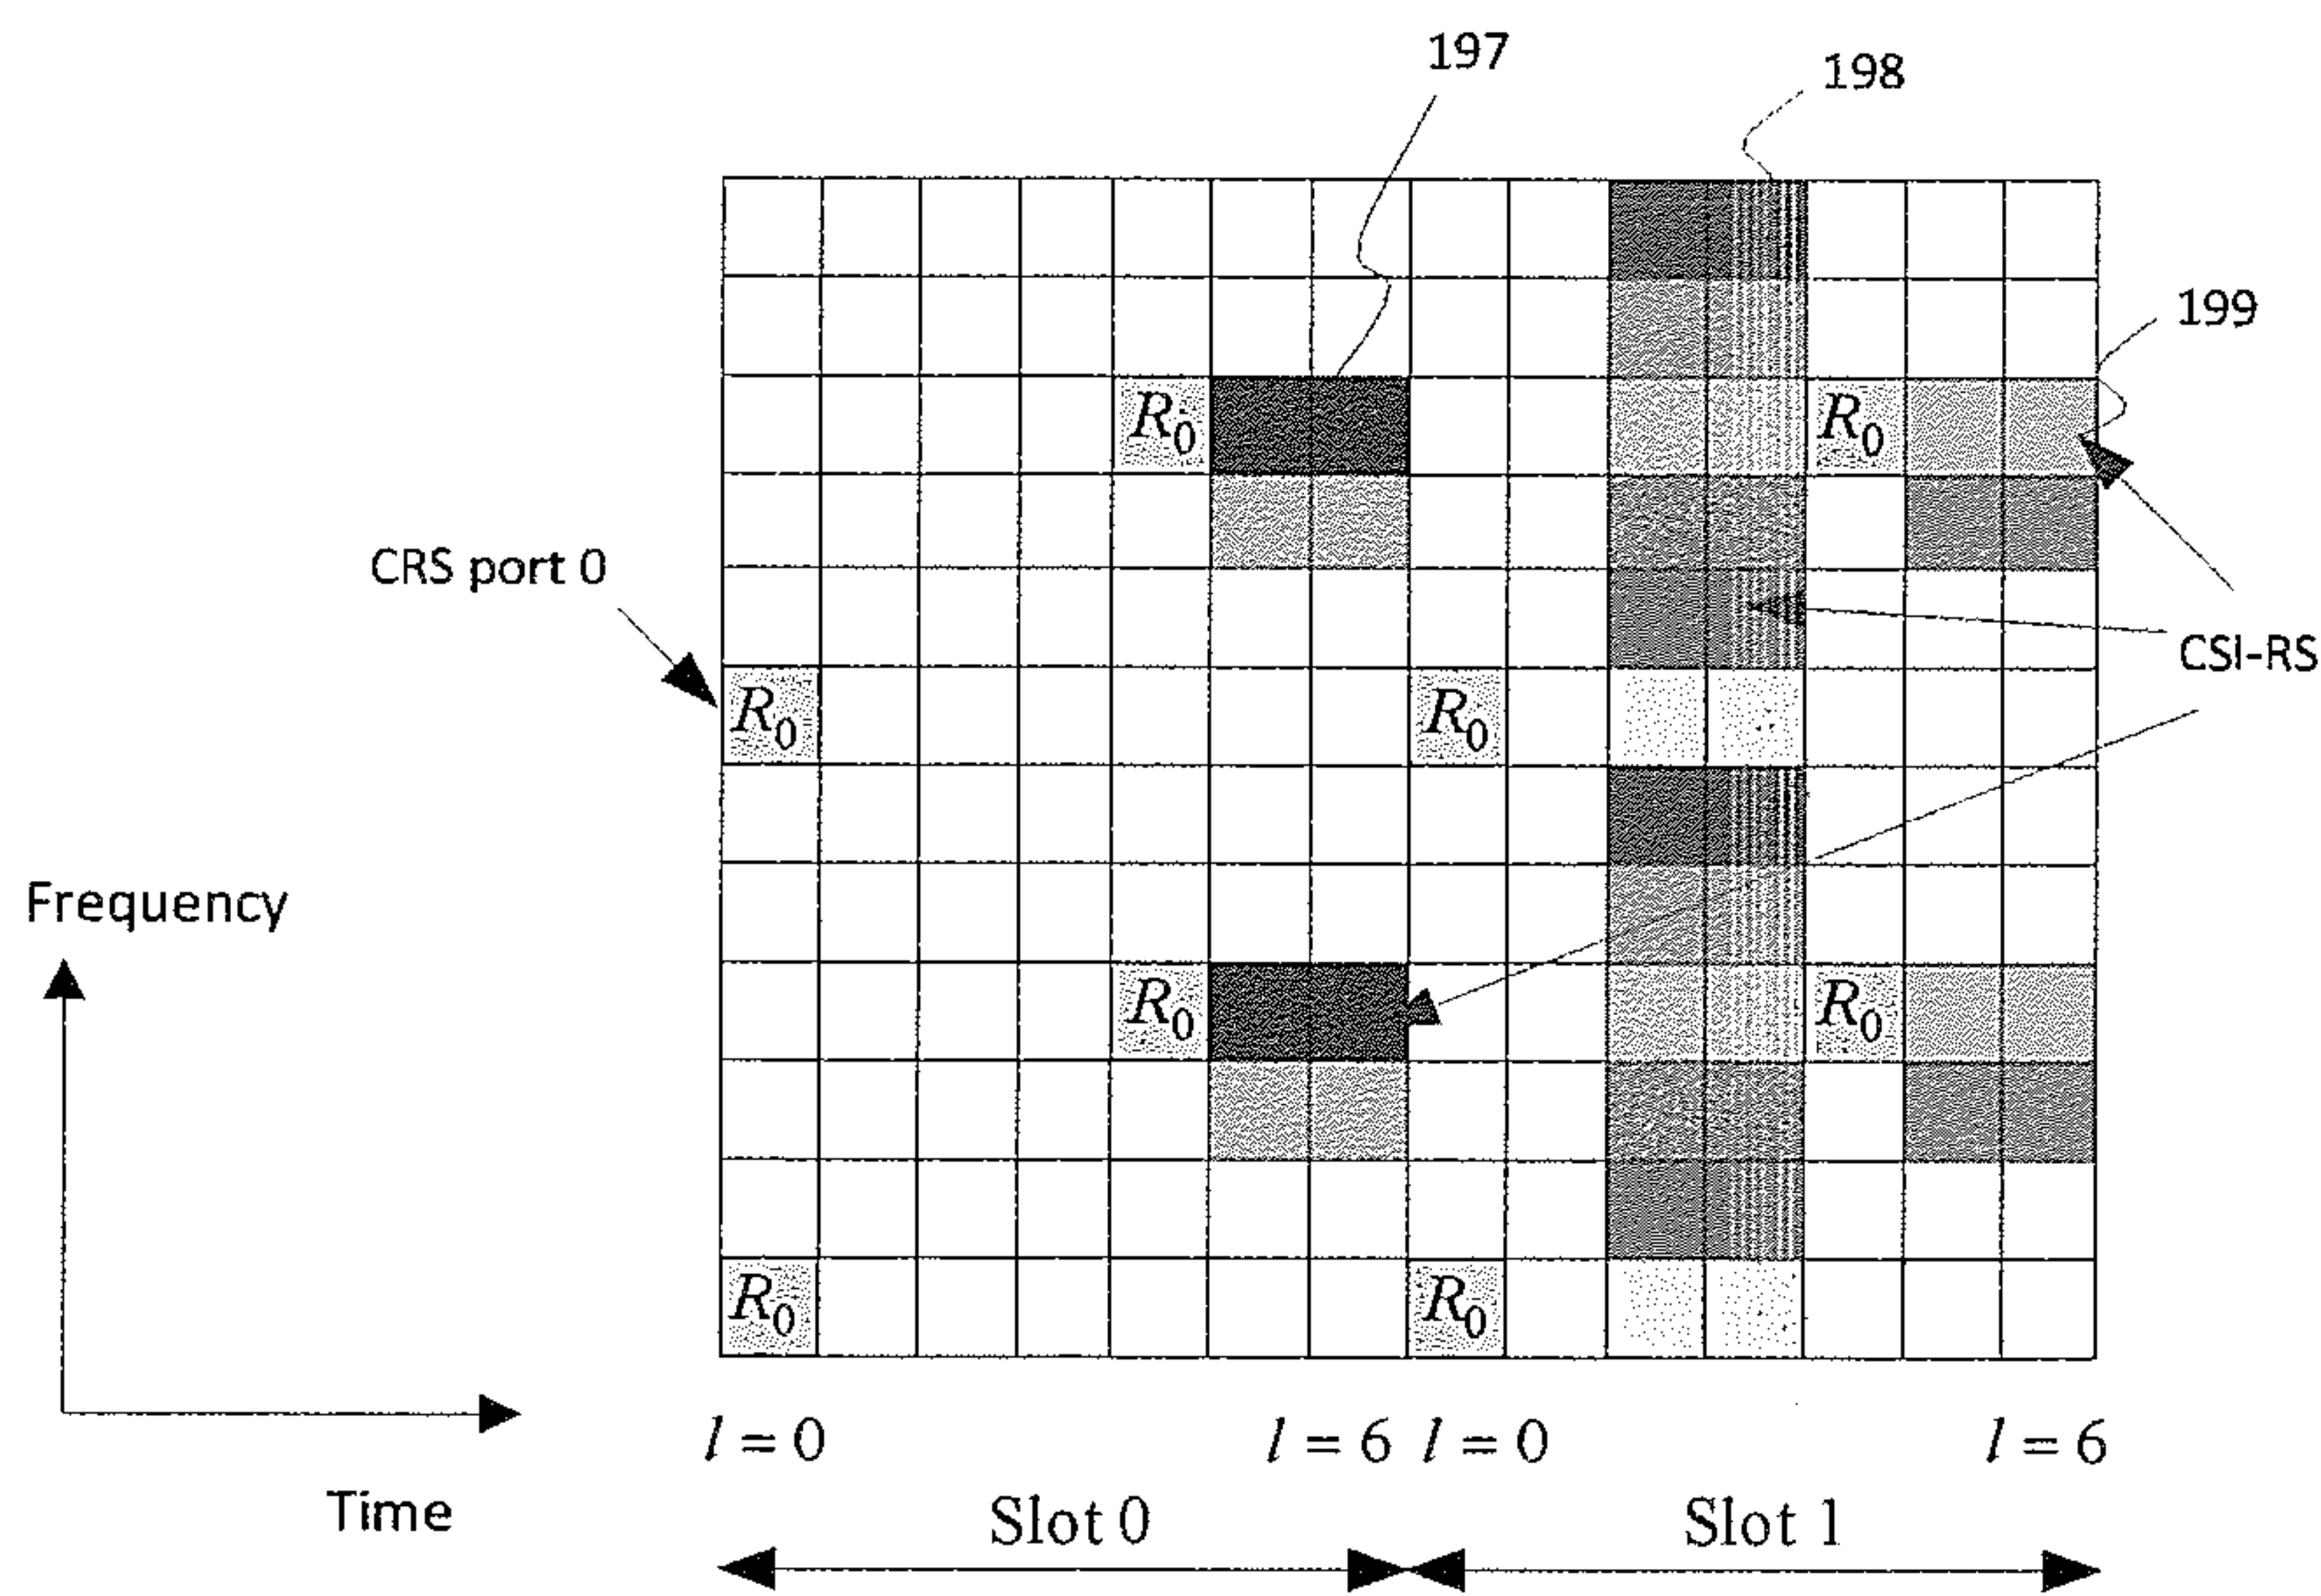 197
198
199
R₀ R₀
CRS port 0
CSI-RS
R₀ R₀
Frequency
R₀ R₀
R₀ R₀
l = 0 l = 6 l = 0 l = 6
Time
Slot 0 Slot 1